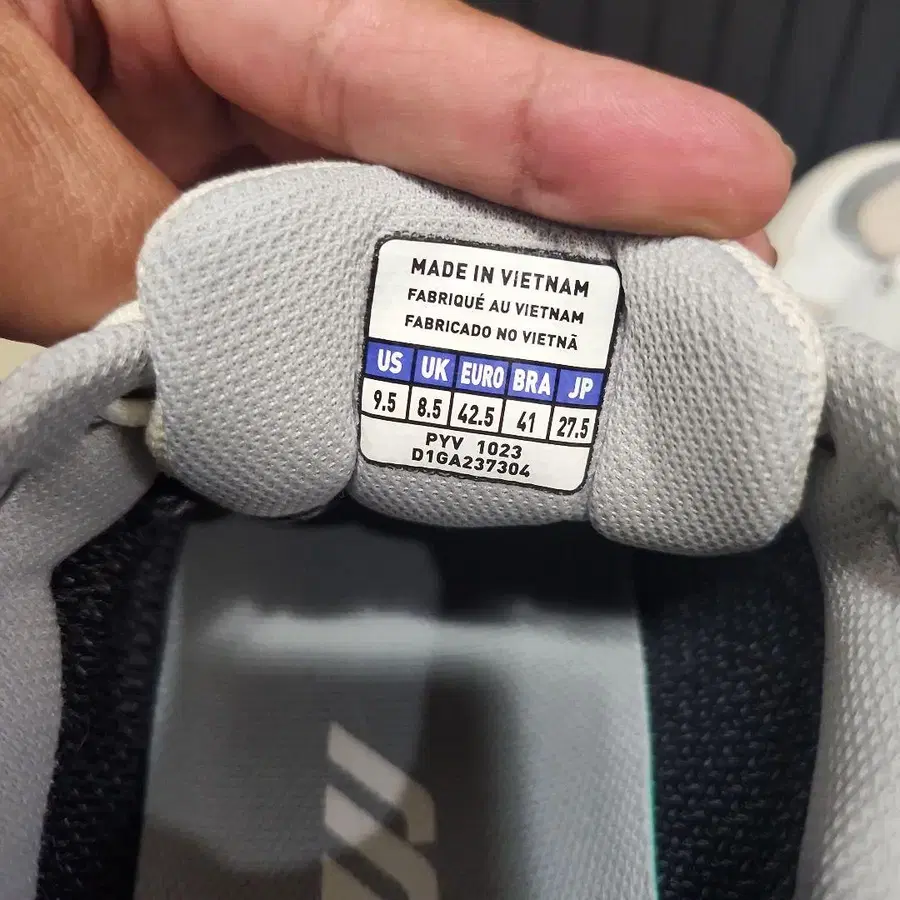 MADE IN VIETNAM
FABRIQUÉ AU VIETNAM
FABRICADO NO VIETNÃ
US UK EURO BRA JP
9.5 8.5 42.5 41 27.5
PYV 1023
D1GA237304